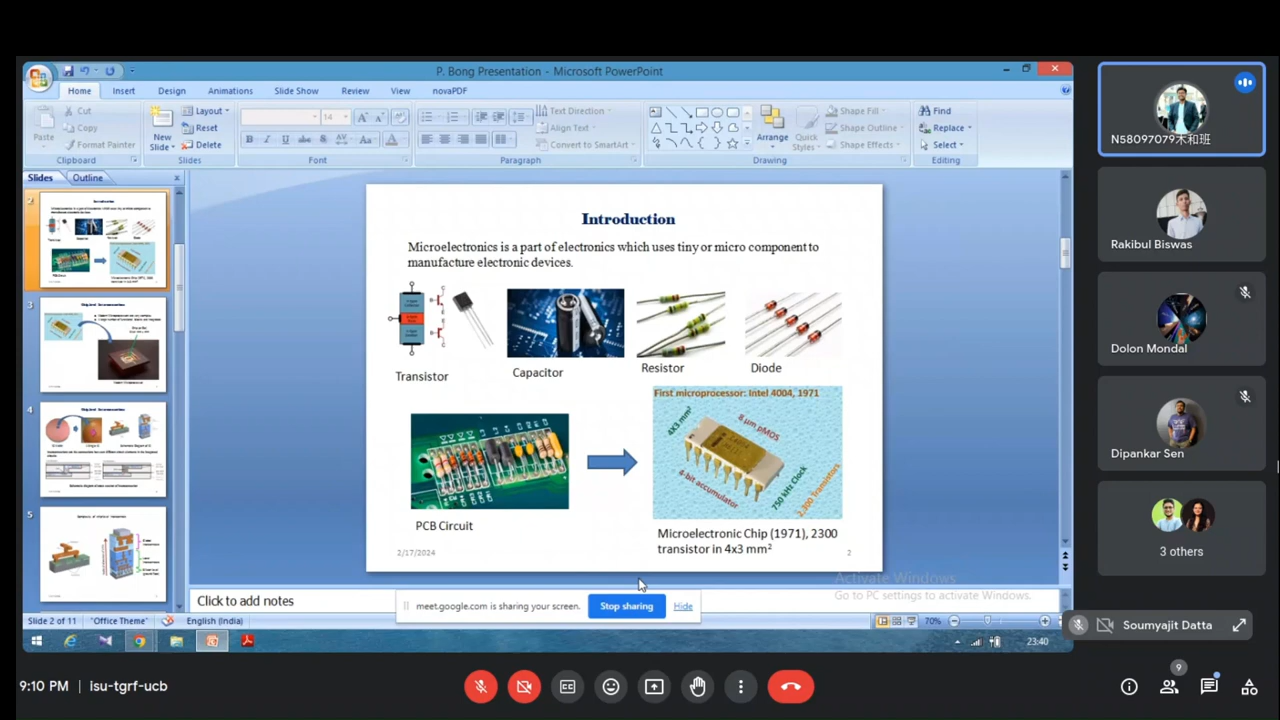 P. Bong Presentation - Microsoft PowerPoint
Home Insert Design Slide Show Review View novaPDF
Animations
Paste
Cut
Copy
Format Painter
Clipboard
New Slide
Layout
Reset
Delete
Slides
14
Font
Text Direction
Align Text
Convert to SmartArt
Paragraph
Arrange
Quick Styles
Shape Fill
Shape Outline
Shape Effects
Drawing
Find
Replace
Select
Editing
Slides Outline
2
3
4
5
Introduction
Microelectronics is a part of electronics which uses tiny or micro component to
manufacture electronic devices.
Transistor
Capacitor
Resistor
Diode
First microprocessor: Intel 4004, 1971
4X3 mm²
8 µm pMOS
4-bit accumulator
750 kHz Clock
2300 Transistors
PCB Circuit
Microelectronic Chip (1971), 2300
transistor in 4x3 mm²
2/17/2024
2
Activate Windows
Go to PC settings to activate Windows.
Click to add notes
meet.google.com is sharing your screen.
Stop sharing
Hide
Slide 2 of 11
"Office Theme"
English (India)
70%
23:40
N58097079木和班
Rakibul Biswas
Dolon Mondal
Dipankar Sen
3 others
Soumyajit Datta
9:10 PM
isu-tgrf-ucb
9